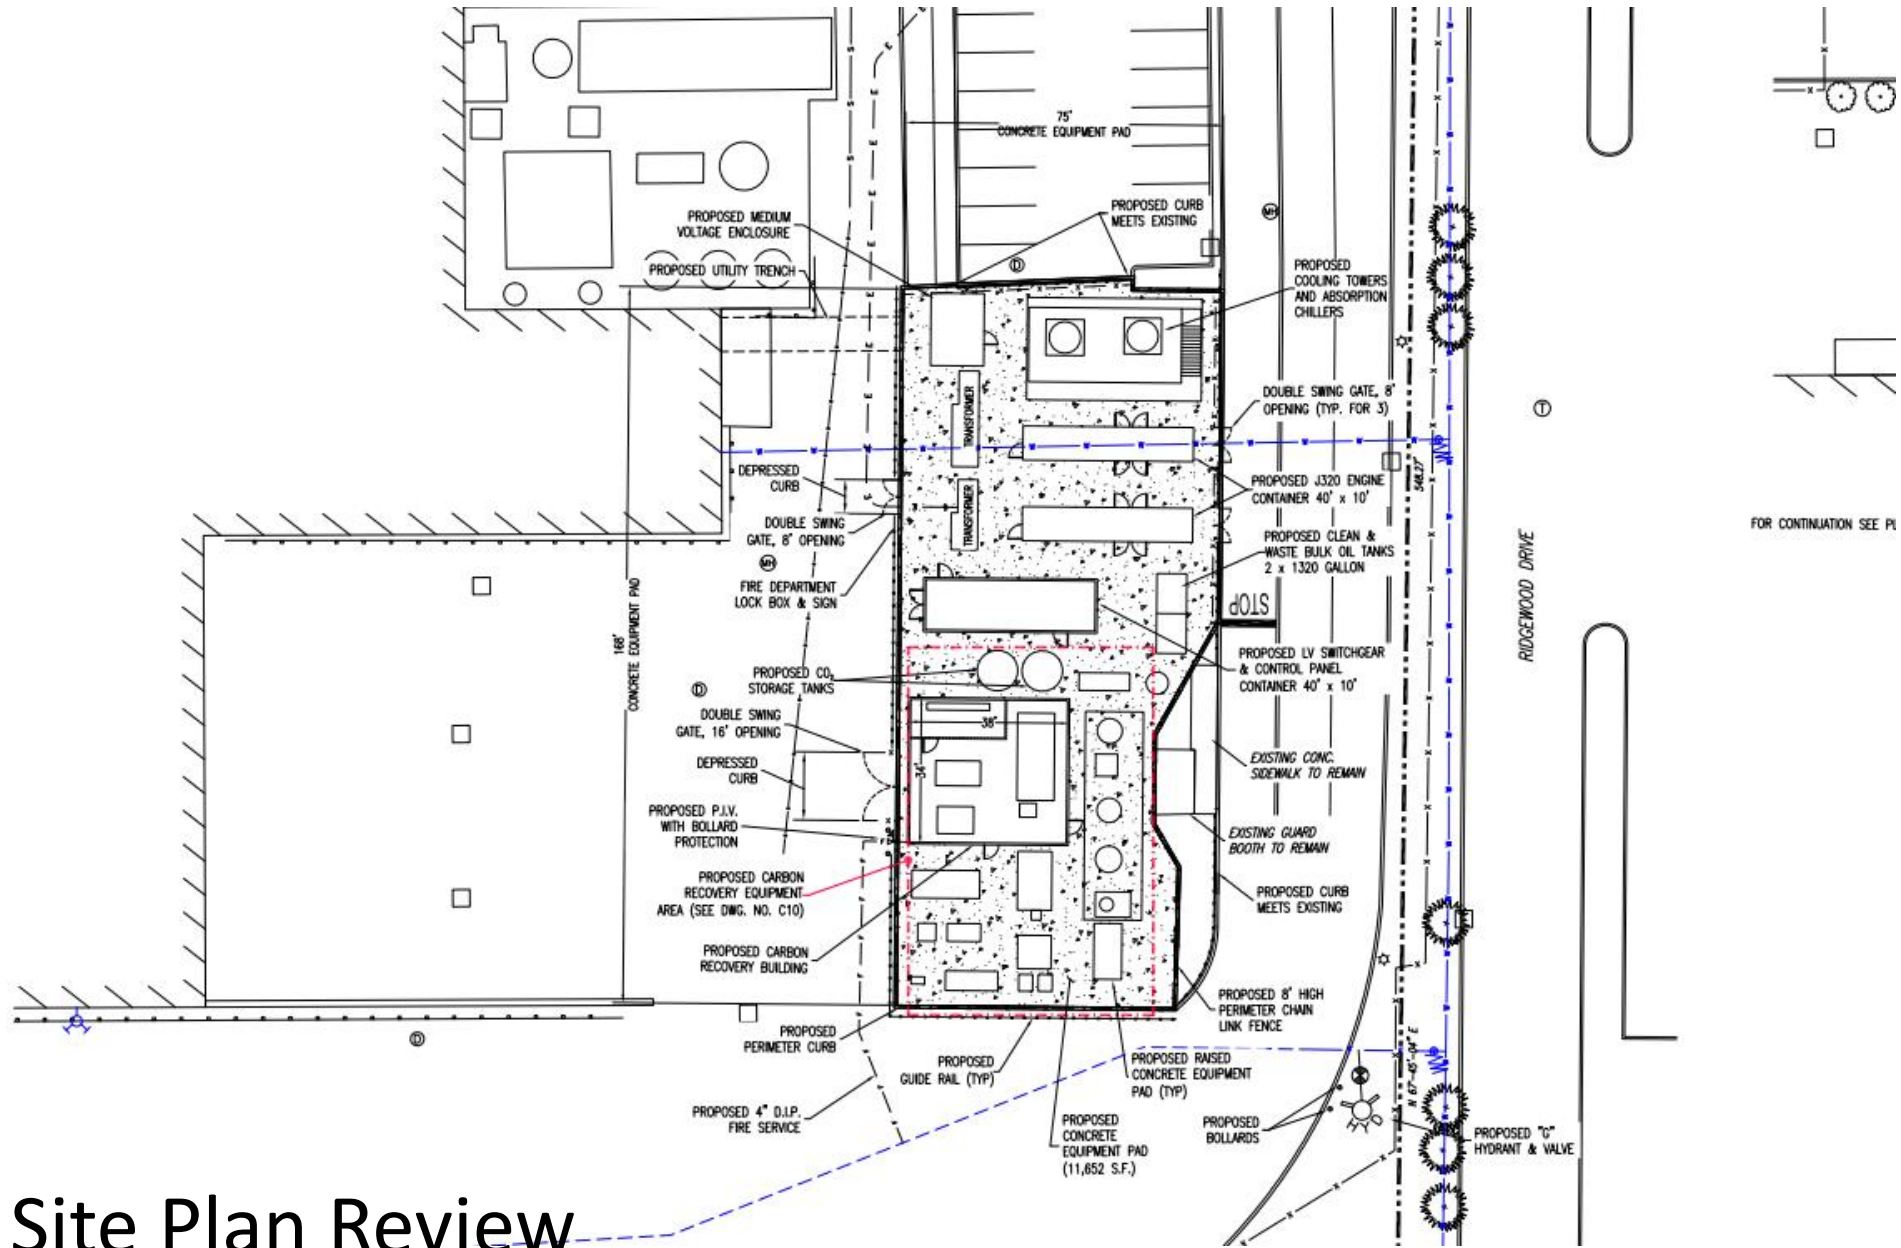 75'
CONCRETE EQUIPMENT PAD
PROPOSED MEDIUM
VOLTAGE ENCLOSURE
PROPOSED CURB
MEETS EXISTING
MH
PROPOSED UTILITY TRENCH
D
PROPOSED
COOLING TOWERS
AND ABSORPTION
CHILLERS
TRANSFORMER
DOUBLE SWING GATE, 8'
OPENING (TYP. FOR 3)
T
DEPRESSED
CURB
548.27'
PROPOSED J320 ENGINE
CONTAINER 40' x 10'
TRANSFORMER
DOUBLE SWING
GATE, 8' OPENING
FOR CONTINUATION SEE
PROPOSED CLEAN &
WASTE BULK OIL TANKS
2 x 1320 GALLON
RIDGEWOOD DRIVE
MH
FIRE DEPARTMENT
LOCK BOX & SIGN
STOP
168'
CONCRETE EQUIPMENT PAD
PROPOSED LV SWITCHGEAR
& CONTROL PANEL
CONTAINER 40' x 10'
PROPOSED CO2
STORAGE TANKS
D
DOUBLE SWING
GATE, 16' OPENING
38'
34'
DEPRESSED
CURB
EXISTING CONC.
SIDEWALK TO REMAIN
PROPOSED P.I.V.
WITH BOLLARD
PROTECTION
EXISTING GUARD
BOOTH TO REMAIN
PROPOSED CARBON
RECOVERY EQUIPMENT
AREA (SEE DWG. NO. C10)
PROPOSED CURB
MEETS EXISTING
PROPOSED CARBON
RECOVERY BUILDING
PROPOSED 8' HIGH
PERIMETER CHAIN
LINK FENCE
D
PROPOSED
PERIMETER CURB
PROPOSED
GUIDE RAIL (TYP)
PROPOSED RAISED
CONCRETE EQUIPMENT
PAD (TYP)
N 67°-45'-04" E
PROPOSED 4" D.I.P.
FIRE SERVICE
PROPOSED
CONCRETE
EQUIPMENT PAD
(11,652 S.F.)
PROPOSED
BOLLARDS
HYD
PROPOSED "G"
HYDRANT & VALVE
Site Plan Review